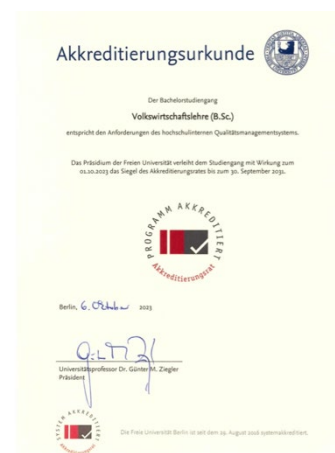 Akkreditierungsurkunde
Der Bachelorstudiengang
Volkswirtschaftslehre (B.Sc.)
entspricht den Anforderungen des hochschulinternen Qualitätsmanagementsystems.
Das Präsidium der Freien Universität verleiht dem Studiengang mit Wirkung zum
01.10.2023 das Siegel des Akkreditierungsrates bis zum 30. September 2031.
PROGRAMM AKKREDITIERT
Akkreditierungsrat
Berlin, 6. Oktober 2023
Universitätsprofessor Dr. Günter M. Ziegler
Präsident
SYSTEM AKKREDITIERT
Die Freie Universität Berlin ist seit dem 29. August 2016 systemakkreditiert.